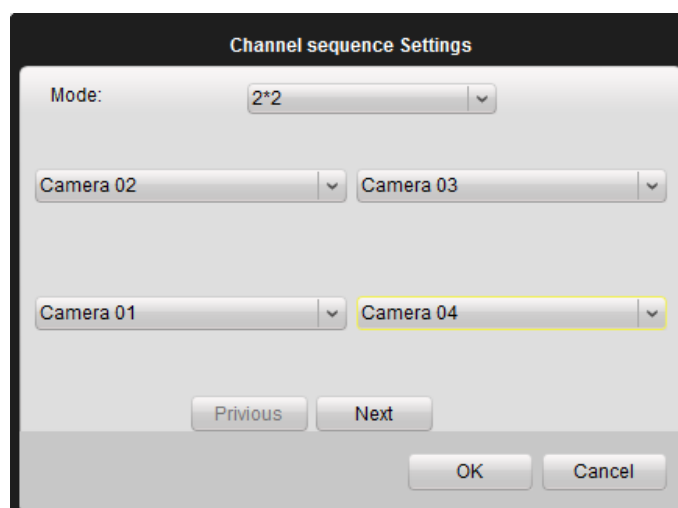 Channel sequence Settings
Mode: 2*2
Camera 02 Camera 03
Camera 01 Camera 04
Privious Next
OK Cancel